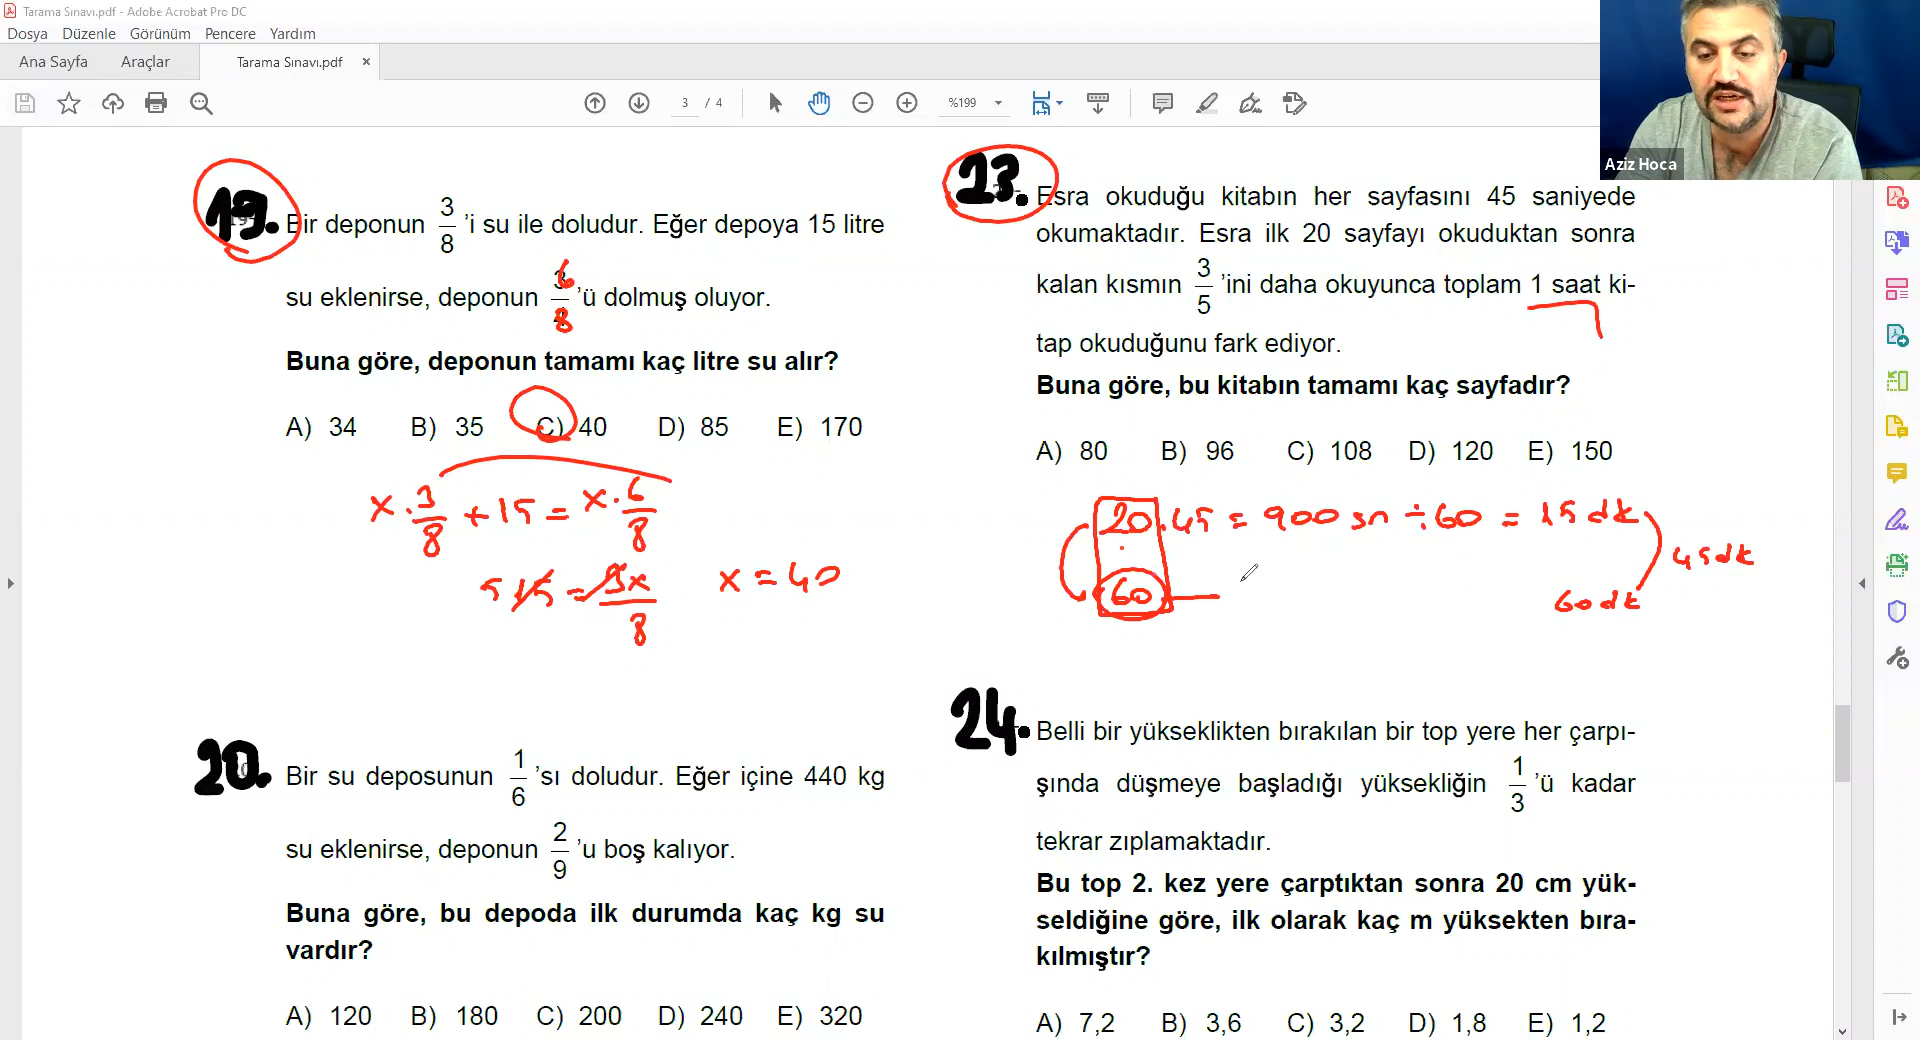 Tarama Sınavı.pdf - Adobe Acrobat Pro DC
Dosya Düzenle Görünüm Pencere Yardım
Ana Sayfa Araçlar Tarama Sınavı.pdf ×
3 / 4 %199
Aziz Hoca
19. Bir deponun 3/8 'i su ile doludur. Eğer depoya 15 litre
su eklenirse, deponun 6/8 'ü dolmuş oluyor.
Buna göre, deponun tamamı kaç litre su alır?
A) 34 B) 35 C) 40 D) 85 E) 170
x · 3/8 + 15 = x · 6/8
5 15 = 3x/8 x = 40
20. Bir su deposunun 1/6 'sı doludur. Eğer içine 440 kg
su eklenirse, deponun 2/9 'u boş kalıyor.
Buna göre, bu depoda ilk durumda kaç kg su
vardır?
A) 120 B) 180 C) 200 D) 240 E) 320
23. Esra okuduğu kitabın her sayfasını 45 saniyede
okumaktadır. Esra ilk 20 sayfayı okuduktan sonra
kalan kısmın 3/5 'ini daha okuyunca toplam 1 saat ki-
tap okuduğunu fark ediyor.
Buna göre, bu kitabın tamamı kaç sayfadır?
A) 80 B) 96 C) 108 D) 120 E) 150
20 · 45 = 900 sn ÷ 60 = 15 dk
45 dk
60 60 dk
24. Belli bir yükseklikten bırakılan bir top yere her çarpı-
şında düşmeye başladığı yüksekliğin 1/3 'ü kadar
tekrar zıplamaktadır.
Bu top 2. kez yere çarptıktan sonra 20 cm yük-
seldiğine göre, ilk olarak kaç m yüksekten bıra-
kılmıştır?
A) 7,2 B) 3,6 C) 3,2 D) 1,8 E) 1,2